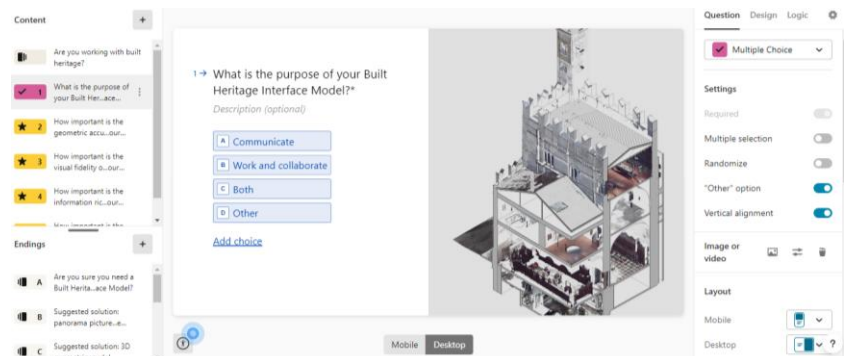 Content
+
Are you working with built
heritage?
1
What is the purpose of
your Built Her...ace...
2
How important is the
geometric accu...our...
3
How important is the
visual fidelity o...our...
4
How important is the
information ric...our...
How important is the
Endings
+
A
Are you sure you need a
Built Herita...ace Model?
B
Suggested solution:
panorama picture...e...
C
Suggested solution: 3D
1→ What is the purpose of your Built
Heritage Interface Model?*
Description (optional)
A Communicate
B Work and collaborate
C Both
D Other
Add choice
Mobile Desktop
Question Design Logic
Multiple Choice
Settings
Required
Multiple selection
Randomize
"Other" option
Vertical alignment
Image or
video
Layout
Mobile
Desktop
?